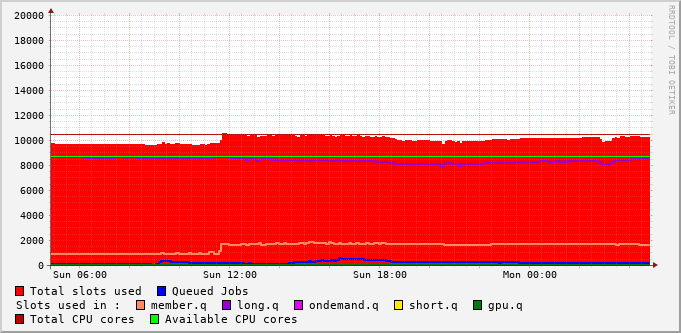 RRDTOOL / TOBI OETIKER
20000
18000
16000
14000
12000
10000
8000
6000
4000
2000
0
Sun 06:00 Sun 12:00 Sun 18:00 Mon 00:00
Total slots used Queued Jobs
Slots used in : member.q long.q ondemand.q short.q gpu.q
Total CPU cores Available CPU cores